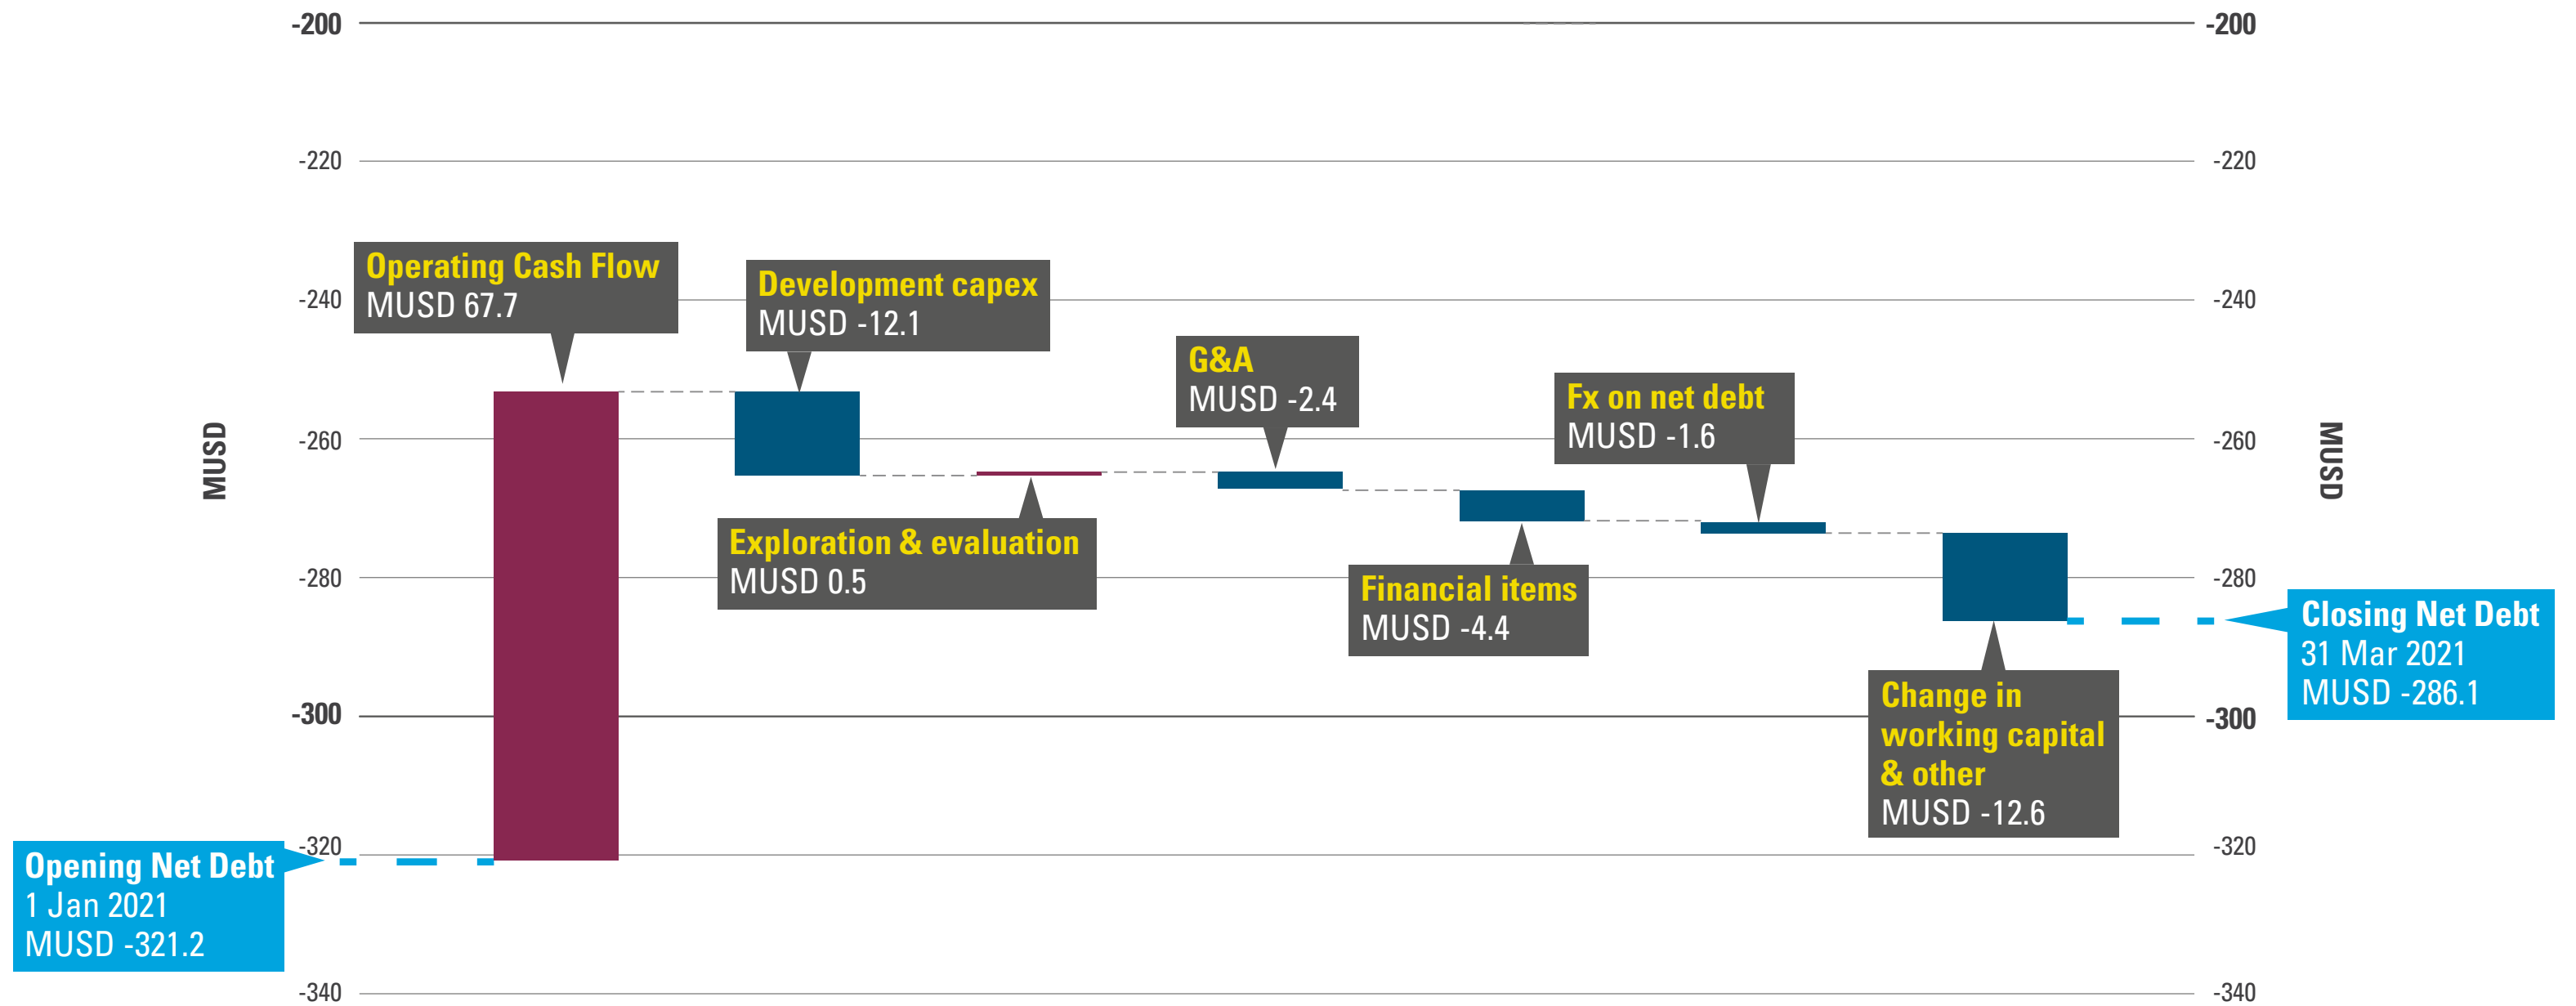 -200
-200
-220
-220
Operating Cash Flow
MUSD 67.7
Development capex
MUSD -12.1
-240
-240
G&A
MUSD -2.4
Fx on net debt
MUSD -1.6
MUSD
-260
-260
MUSD
Exploration & evaluation
MUSD 0.5
Financial items
MUSD -4.4
-280
-280
Closing Net Debt
31 Mar 2021
MUSD -286.1
Change in
working capital
& other
MUSD -12.6
-300
-300
-320
-320
Opening Net Debt
1 Jan 2021
MUSD -321.2
-340
-340